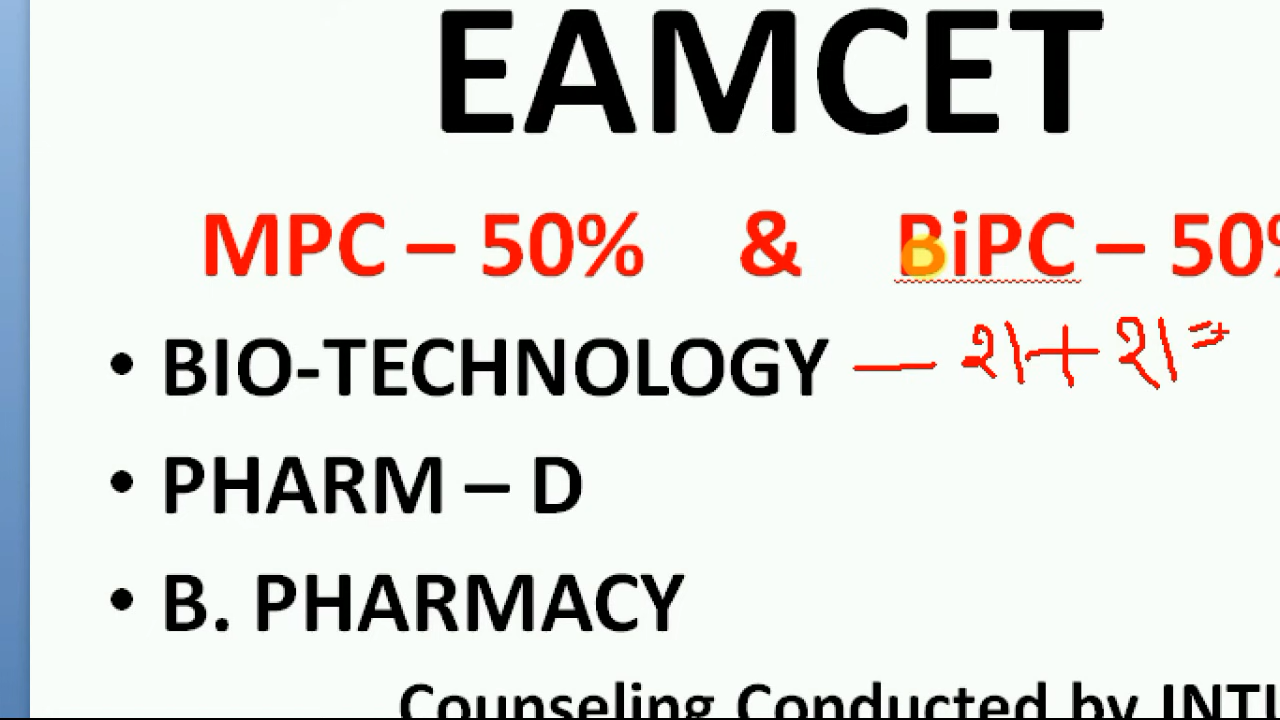 EAMCET
MPC – 50% & BiPC – 50%
• BIO-TECHNOLOGY —
• PHARM – D
• B. PHARMACY
Counseling Conducted by